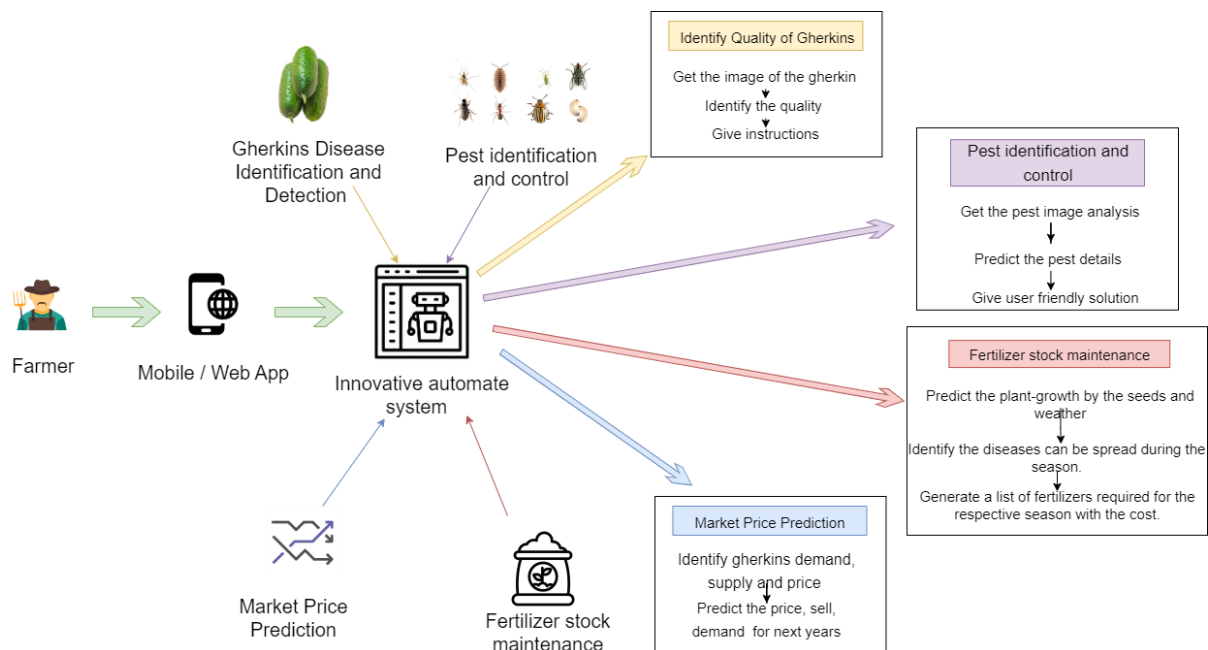 Identify Quality of Gherkins
Get the image of the gherkin
Identify the quality
Give instructions
Gherkins Disease
Identification and
Detection
Pest identification
and control
Pest identification and
control
Get the pest image analysis
Predict the pest details
Give user friendly solution
Farmer
Mobile / Web App
Innovative automate
system
Fertilizer stock maintenance
Predict the plant-growth by the seeds and
weather
Identify the diseases can be spread during the
season.
Generate a list of fertilizers required for the
respective season with the cost.
Market Price Prediction
Identify gherkins demand,
supply and price
Predict the price, sell,
demand for next years
Market Price
Prediction
Fertilizer stock
maintenance